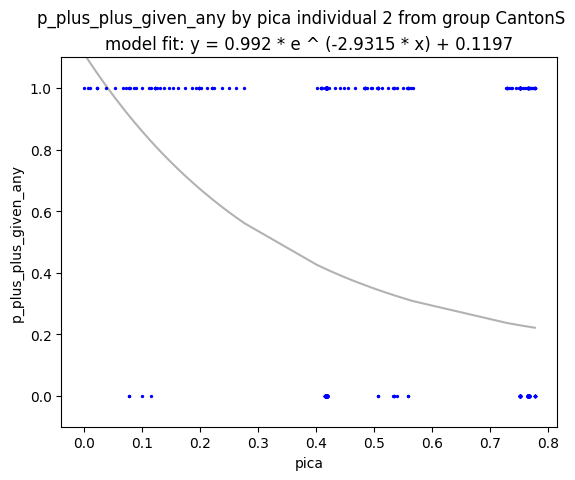 p_plus_plus_given_any by pica individual 2 from group CantonS
model fit: y = 0.992 * e ^ (-2.9315 * x) + 0.1197
p_plus_plus_given_any
1.0
0.8
0.6
0.4
0.2
0.0
0.0 0.1 0.2 0.3 0.4 0.5 0.6 0.7 0.8
pica